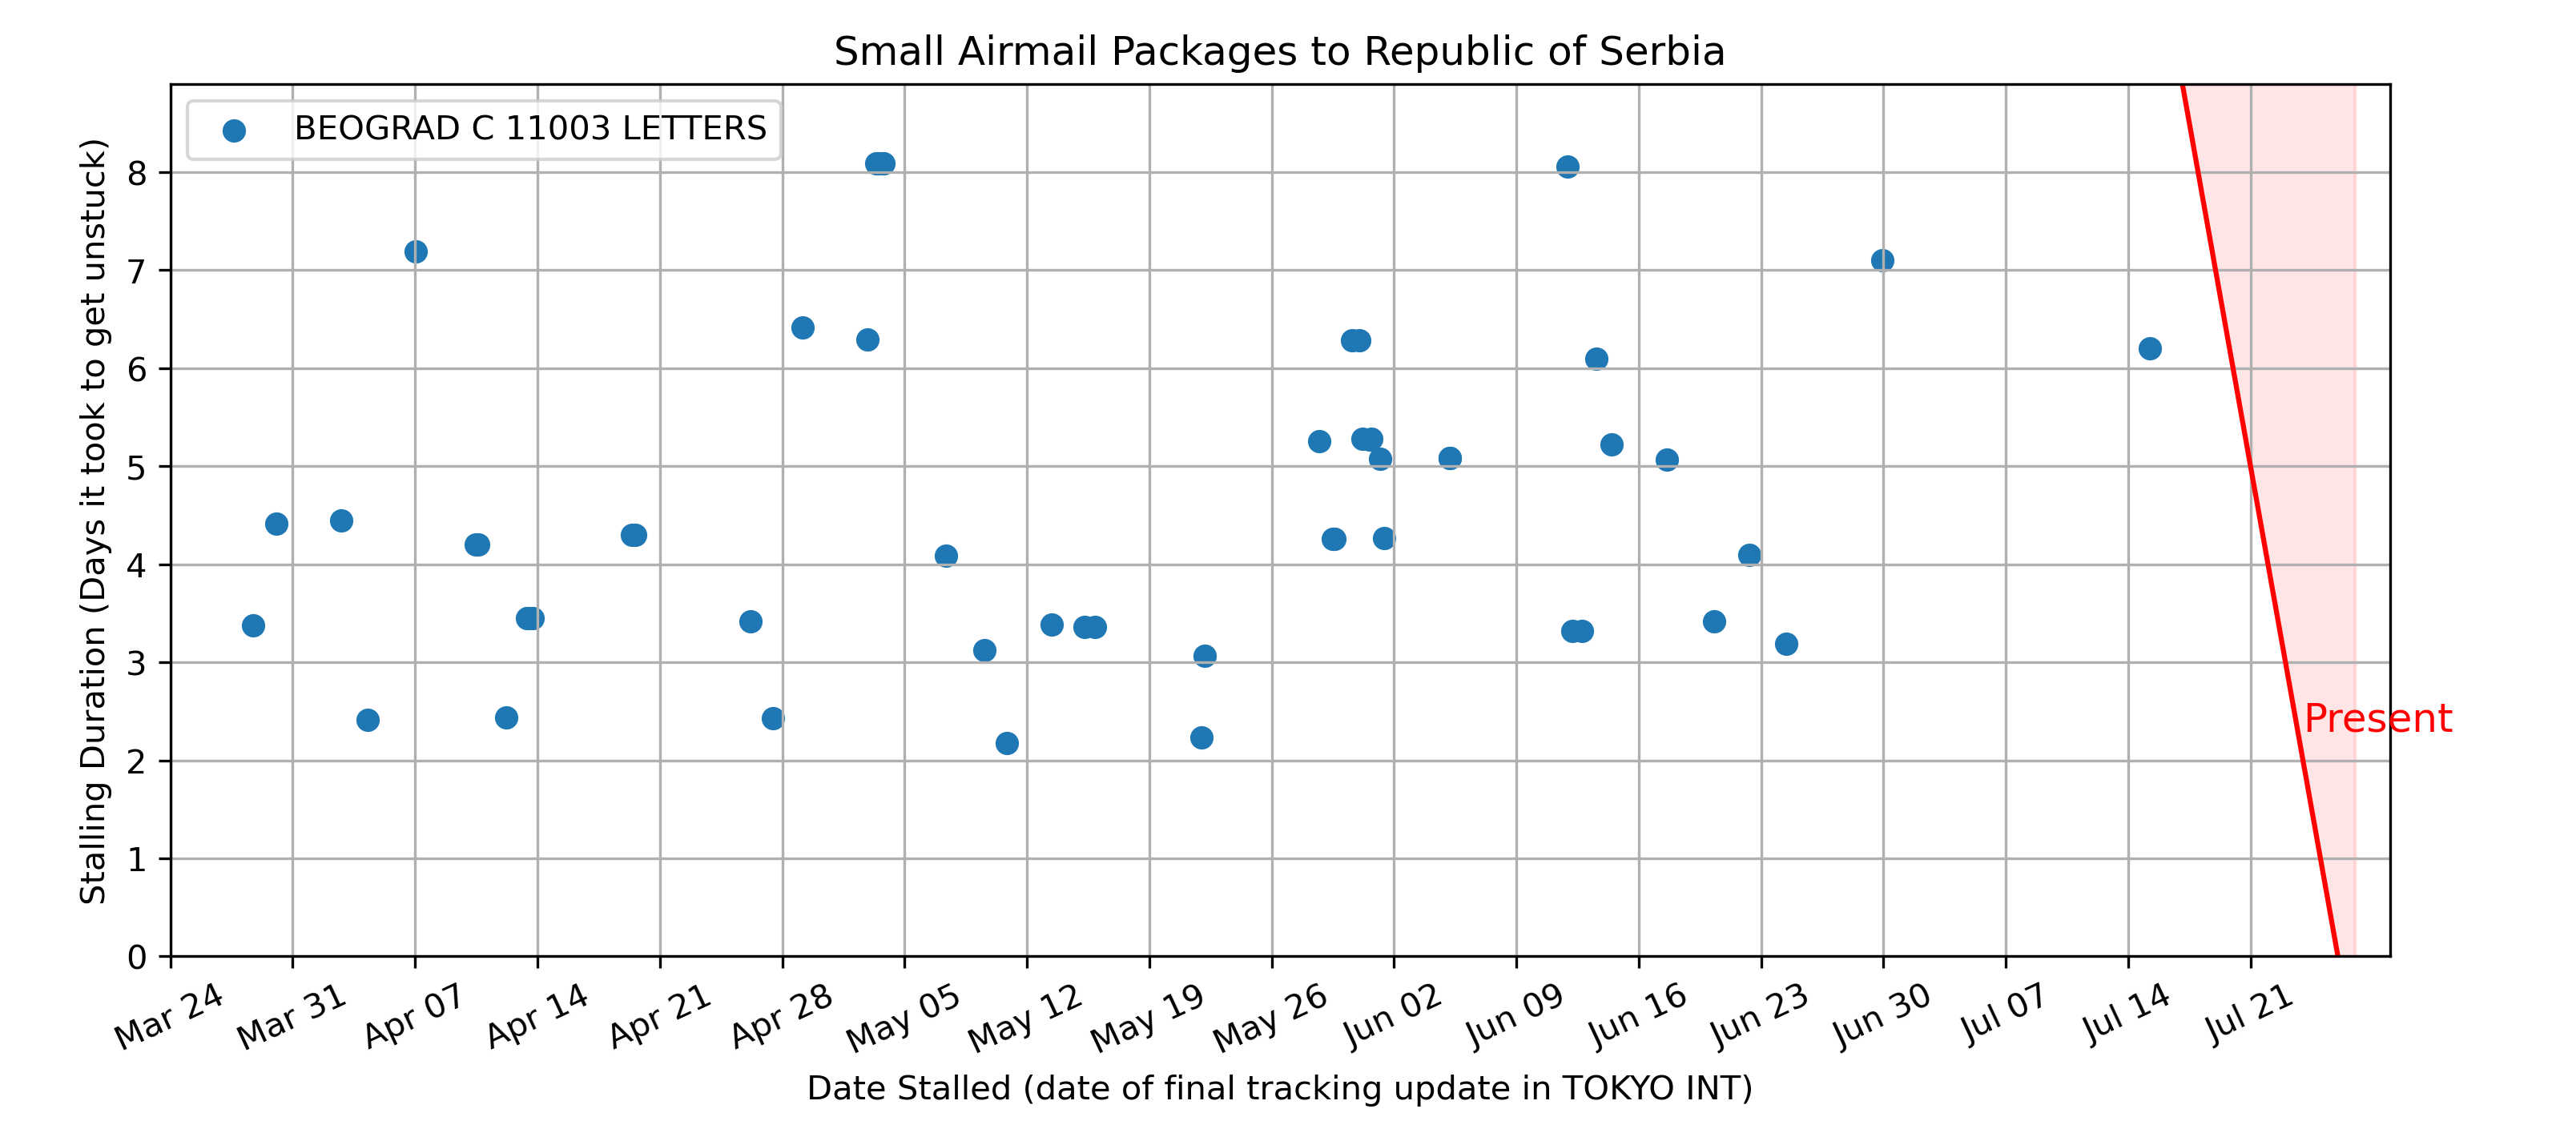 Small Airmail Packages to Republic of Serbia
BEOGRAD C 11003 LETTERS
Stalling Duration (Days it took to get unstuck)
8
7
6
5
4
3
2
1
0
Present
Mar 24 Mar 31 Apr 07 Apr 14 Apr 21 Apr 28 May 05 May 12 May 19 May 26 Jun 02 Jun 09 Jun 16 Jun 23 Jun 30 Jul 07 Jul 14 Jul 21
Date Stalled (date of final tracking update in TOKYO INT)